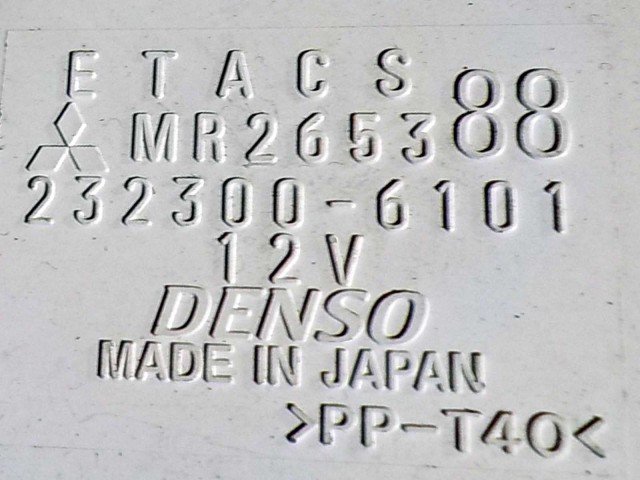 ETACS
MR265388
232300-6101
12V
DENSO
MADE IN JAPAN
>PP-T40<